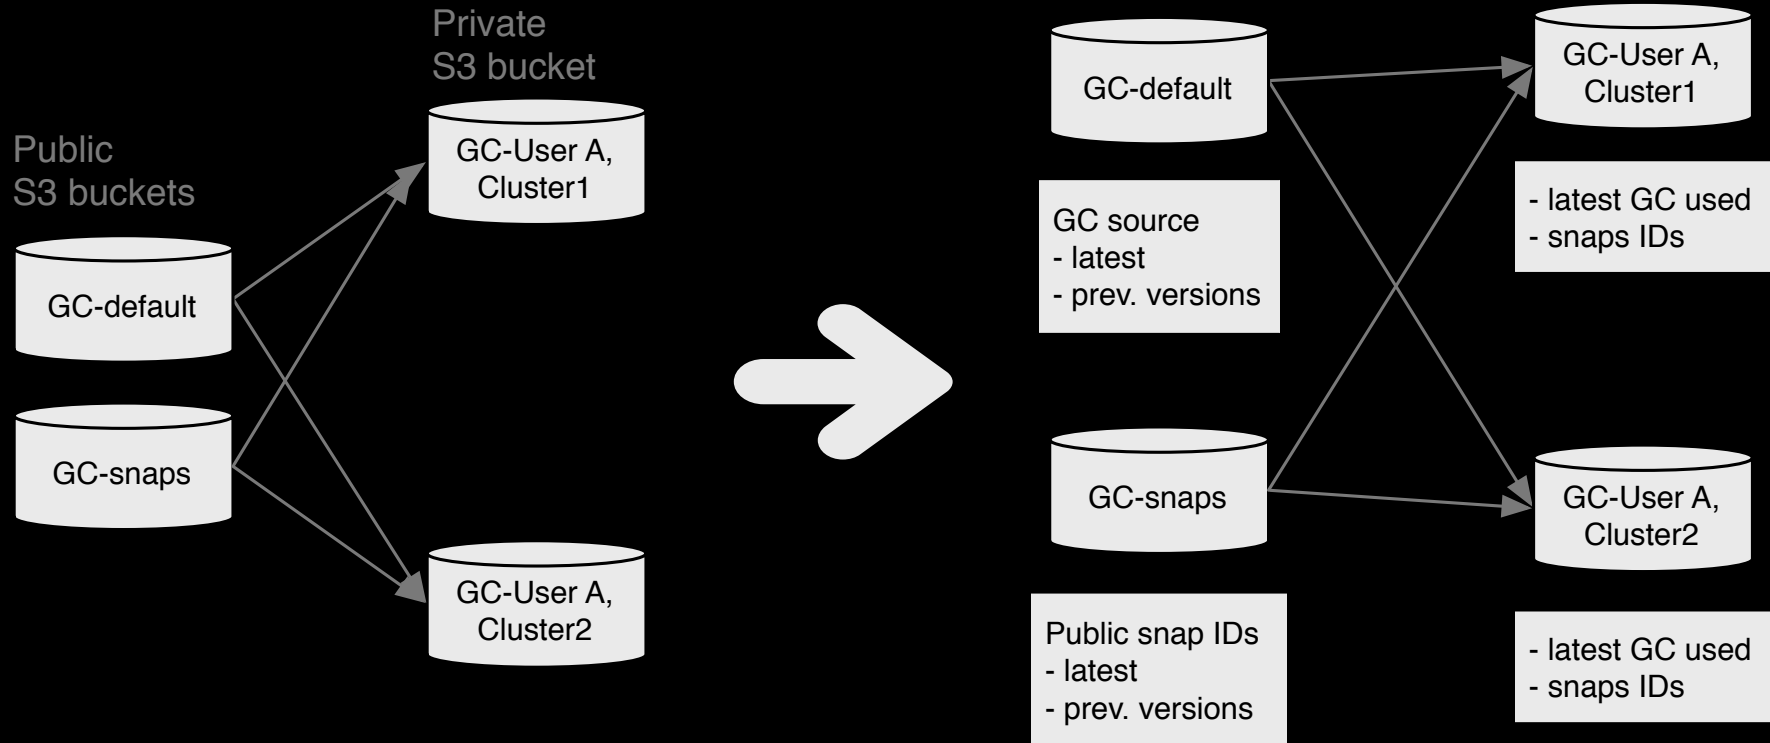 Private
S3 bucket
GC-User A,
Cluster1
Public
S3 buckets
GC-default
GC-snaps
GC-User A,
Cluster2
GC-default
GC source
- latest
- prev. versions
GC-User A,
Cluster1
- latest GC used
- snaps IDs
GC-snaps
Public snap IDs
- latest
- prev. versions
GC-User A,
Cluster2
- latest GC used
- snaps IDs